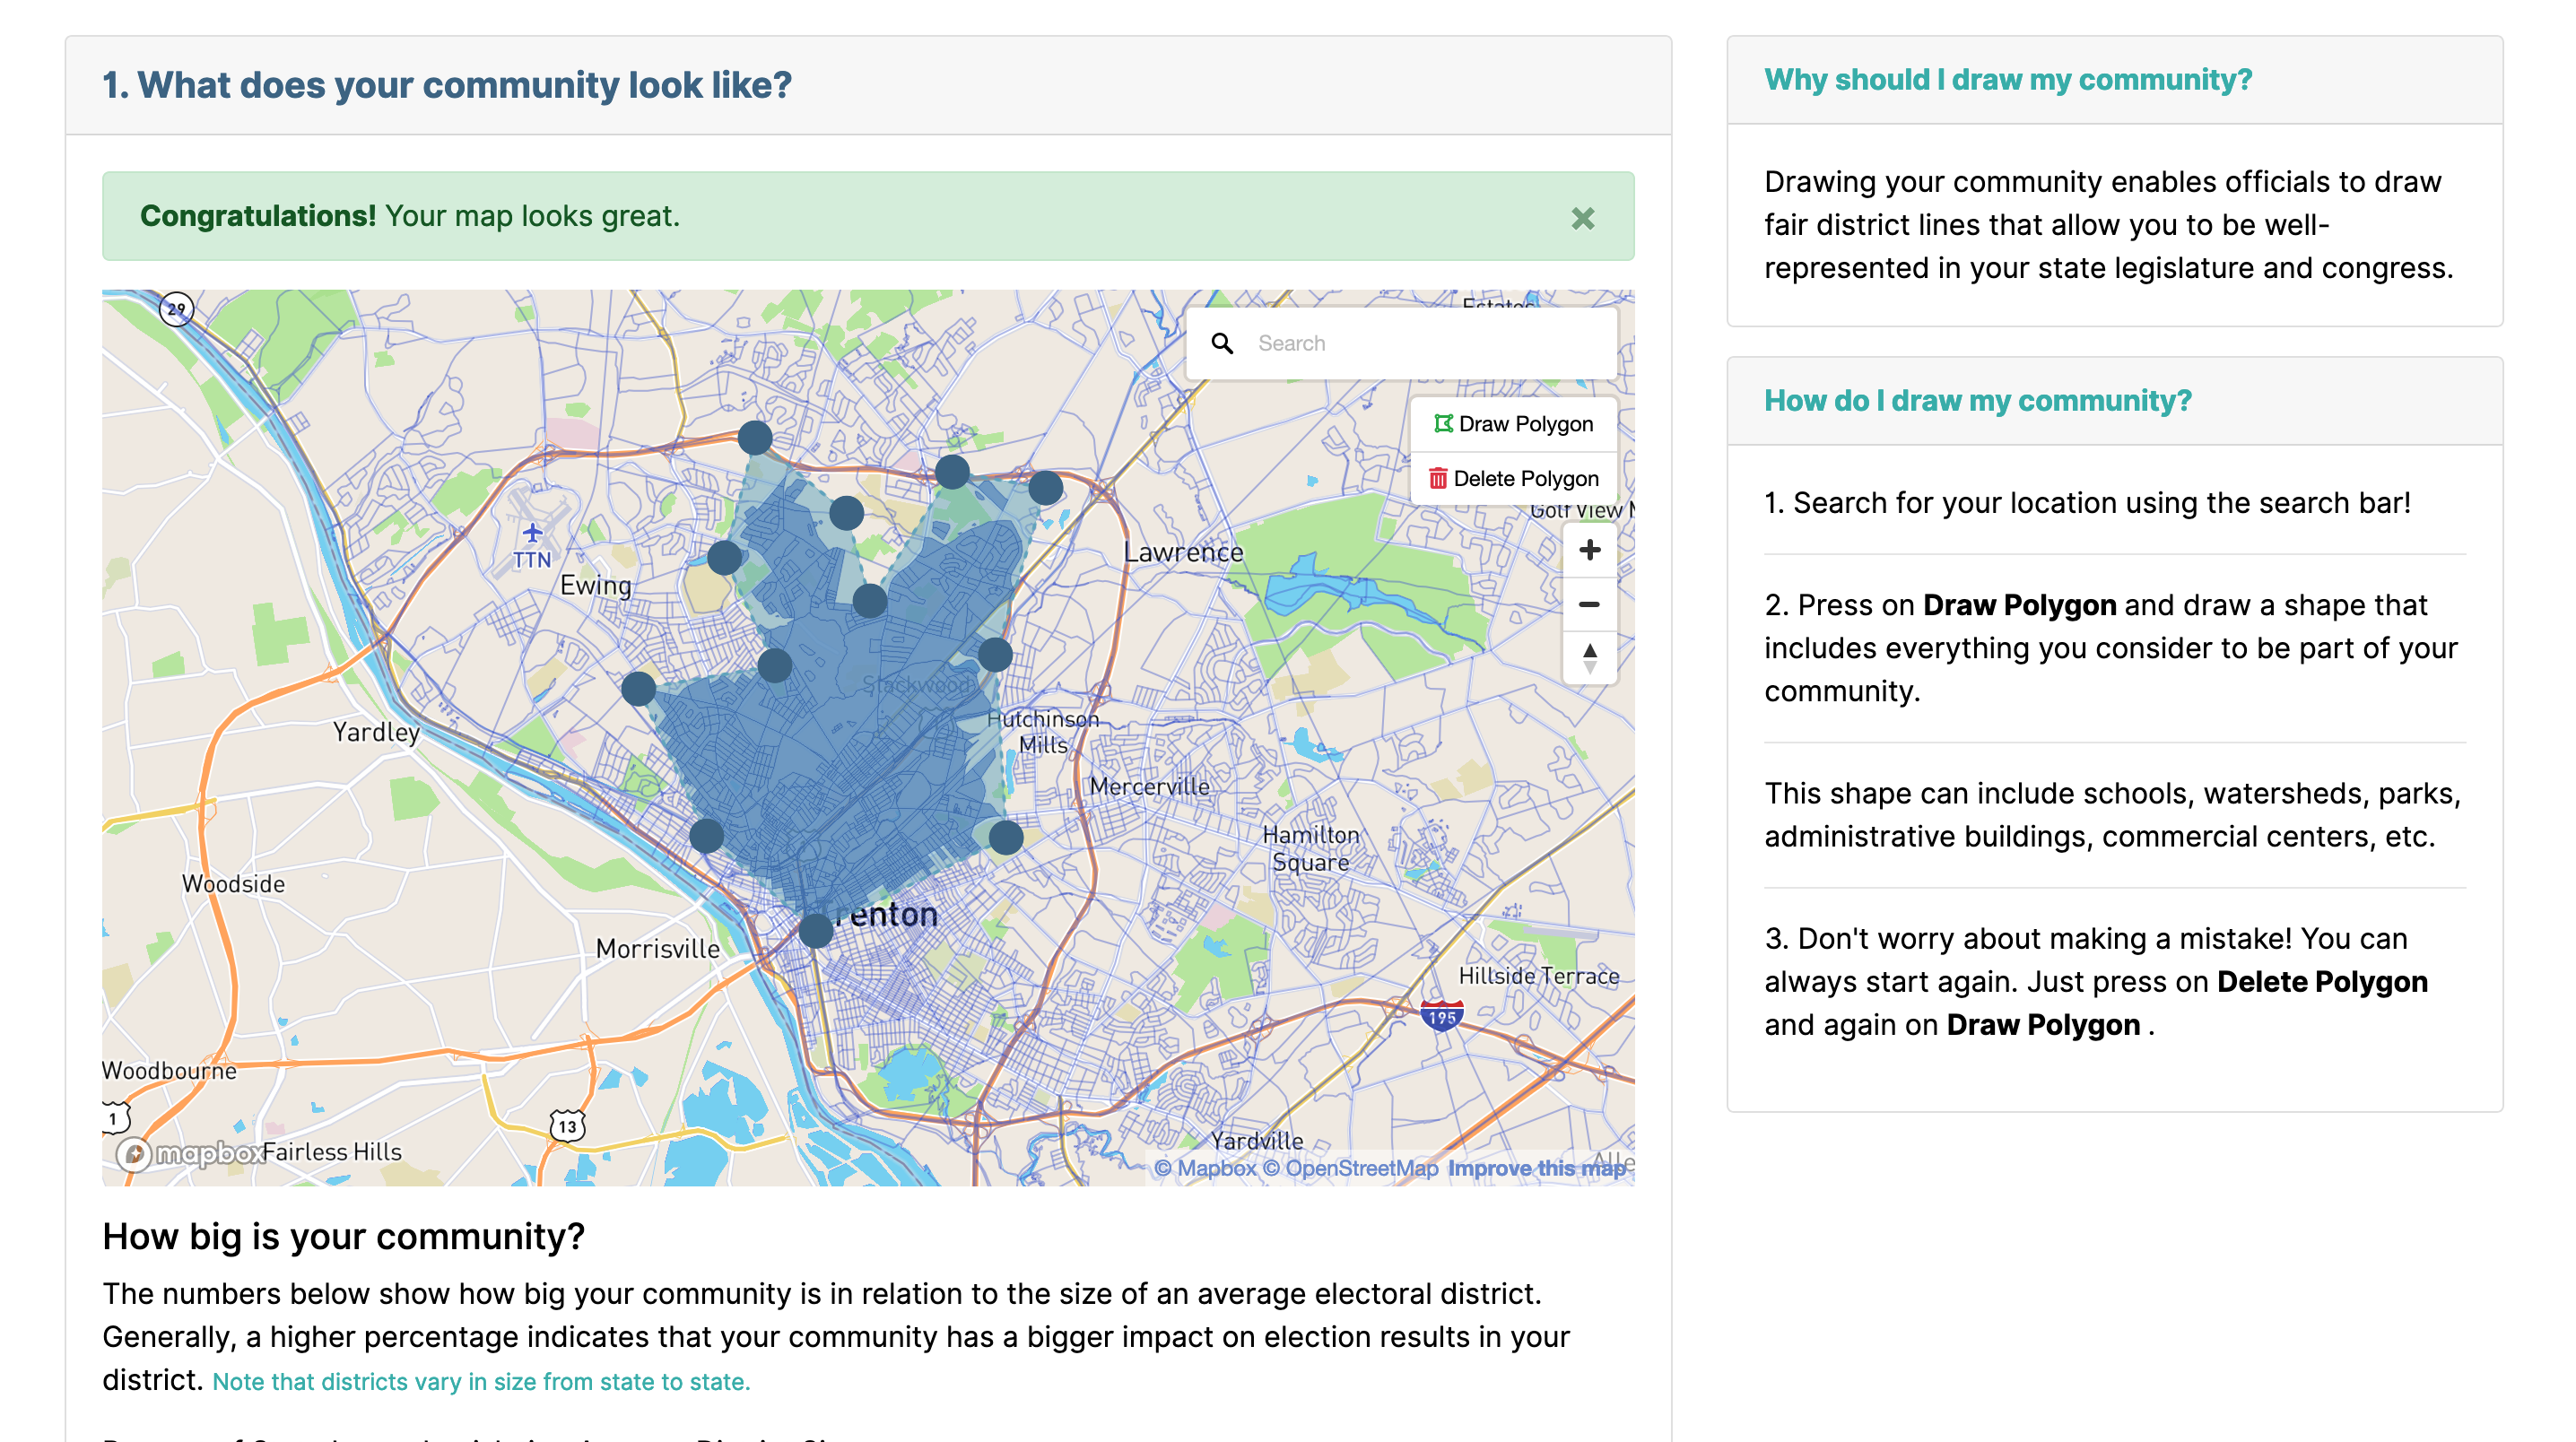 1. What does your community look like?
Congratulations! Your map looks great.
29
Search
Draw Polygon
Delete Polygon
Lawrence
TTN
Ewing
Stackwood
Hutchinson
Mills
Yardley
Mercerville
Hamilton
Square
Woodside
Morrisville
Hillside Terrace
195
Woodbourne
1
13
Yardville
mapbox
Fairless Hills
© Mapbox © OpenStreetMap Improve this map
How big is your community?
The numbers below show how big your community is in relation to the size of an average electoral district.
Generally, a higher percentage indicates that your community has a bigger impact on election results in your
district. Note that districts vary in size from state to state.
Why should I draw my community?
Drawing your community enables officials to draw
fair district lines that allow you to be well-
represented in your state legislature and congress.
How do I draw my community?
1. Search for your location using the search bar!
2. Press on Draw Polygon and draw a shape that
includes everything you consider to be part of your
community.
This shape can include schools, watersheds, parks,
administrative buildings, commercial centers, etc.
3. Don't worry about making a mistake! You can
always start again. Just press on Delete Polygon
and again on Draw Polygon .